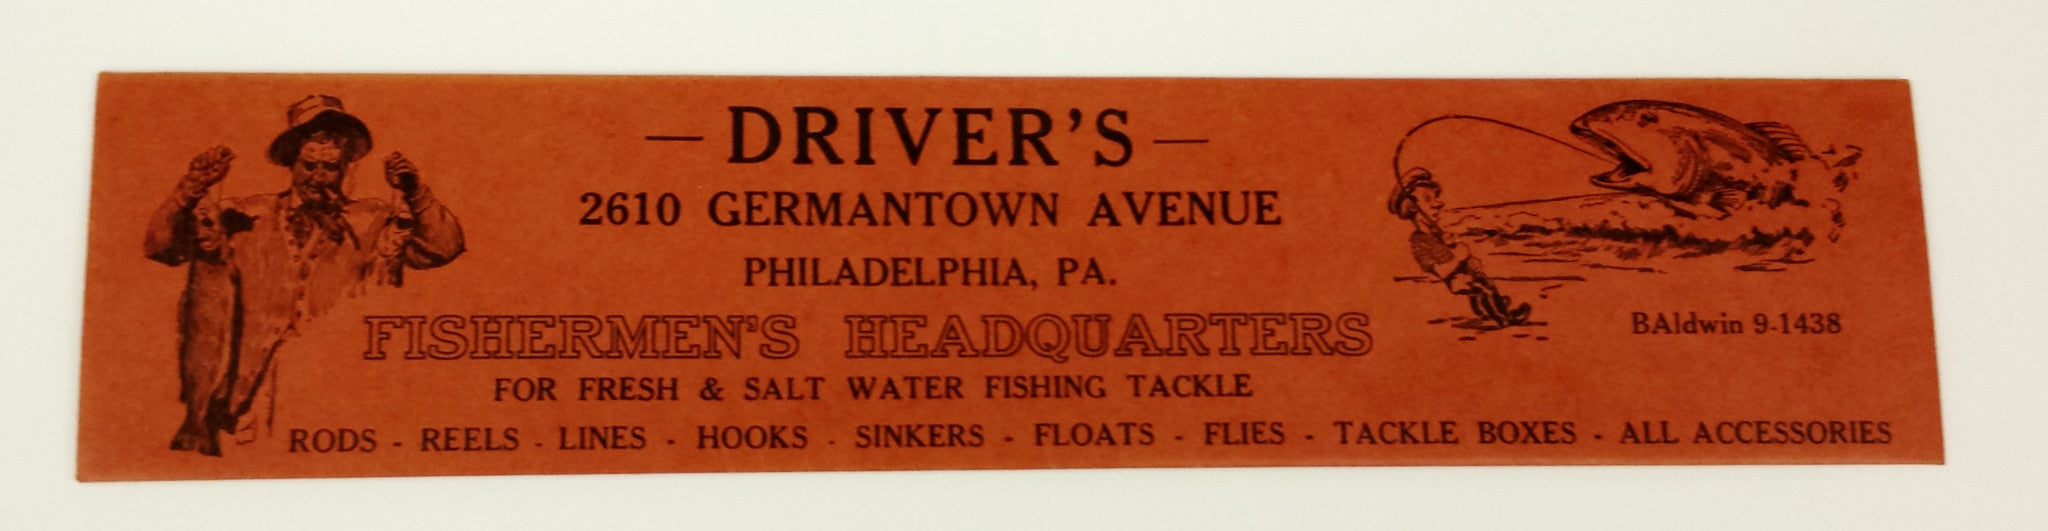 — DRIVER'S —
2610 GERMANTOWN AVENUE
PHILADELPHIA, PA.
BAldwin 9-1438
FISHERMEN'S HEADQUARTERS
FOR FRESH & SALT WATER FISHING TACKLE
RODS - REELS - LINES - HOOKS - SINKERS - FLOATS - FLIES - TACKLE BOXES - ALL ACCESSORIES